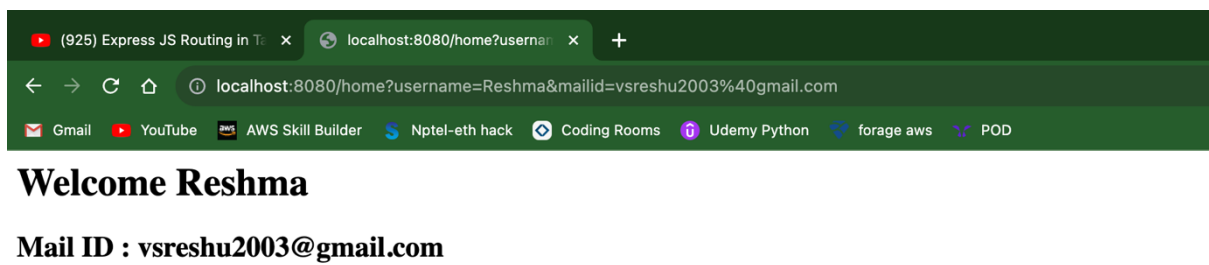 (925) Express JS Routing in Ta
localhost:8080/home?usernam
localhost:8080/home?username=Reshma&mailid=vsreshu2003%40gmail.com
Gmail YouTube aws AWS Skill Builder Nptel-eth hack Coding Rooms Udemy Python forage aws POD
Welcome Reshma
Mail ID : vsreshu2003@gmail.com